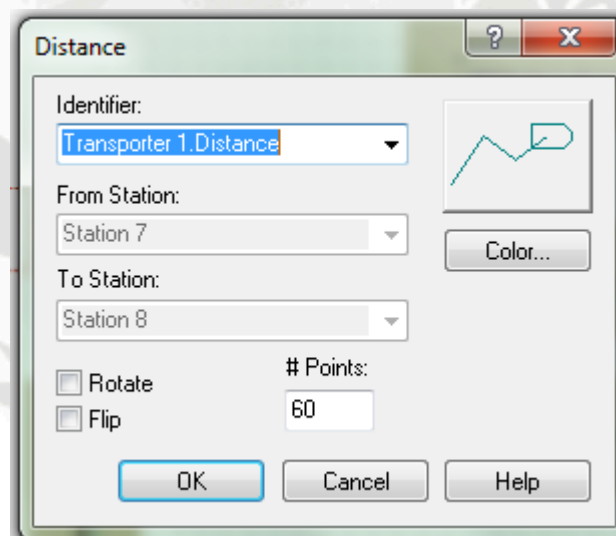 Distance
Identifier:
Transporter 1.Distance
From Station:
Station 7
Color...
To Station:
Station 8
# Points:
Rotate
60
Flip
OK Cancel Help